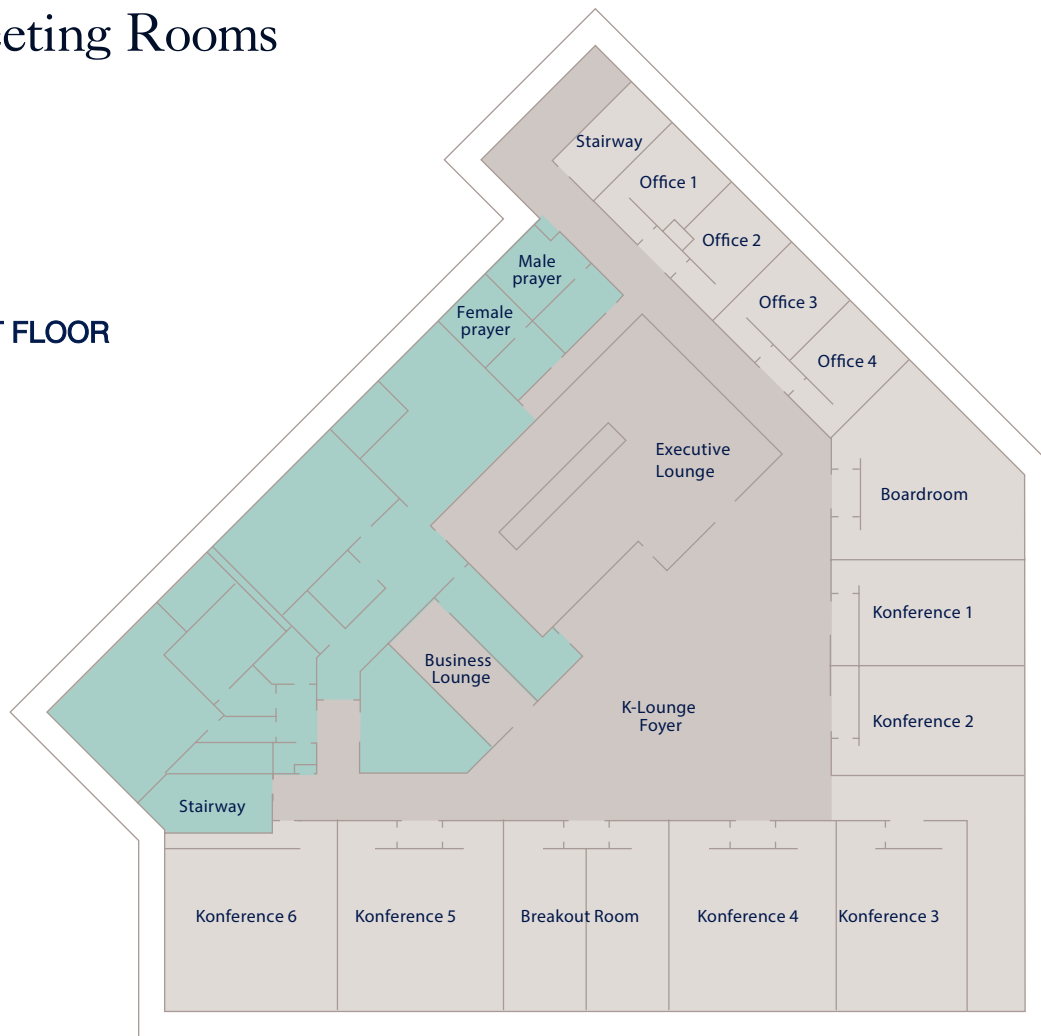 eeting Rooms
Stairway
Office 1
Office 2
Office 3
Office 4
Male
prayer
Female
prayer
FLOOR
Executive
Lounge
Boardroom
Konference 1
Business
Lounge
K-Lounge
Foyer
Konference 2
Stairway
Konference 6
Konference 5
Breakout Room
Konference 4
Konference 3